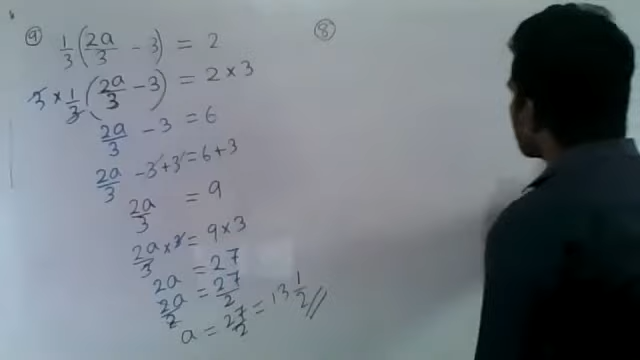 9 1/3 (2a/3 - 3) = 2
3 × 1/3 (2a/3 - 3) = 2 × 3
2a/3 - 3 = 6
2a/3 - 3 + 3 = 6 + 3
2a/3 = 9
2a/3 × 3 = 9 × 3
2a = 27
2a/2 = 27/2
a = 27/2 = 13 1/2 //
8